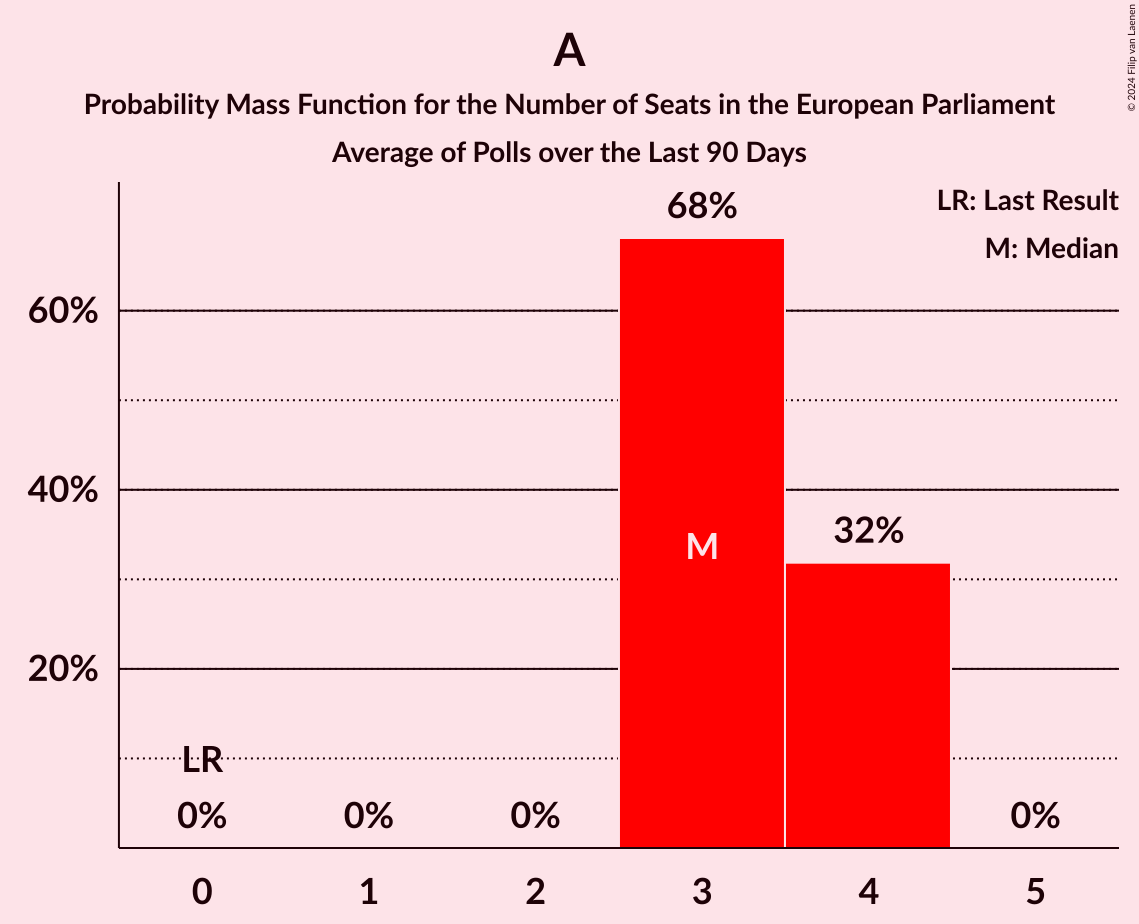 A
Probability Mass Function for the Number of Seats in the European Parliament
Average of Polls over the Last 90 Days
© 2024 Filip van Laenen
LR: Last Result
M: Median
68%
60%
40%
32%
M
20%
LR
0% 0% 0% 0%
0 1 2 3 4 5